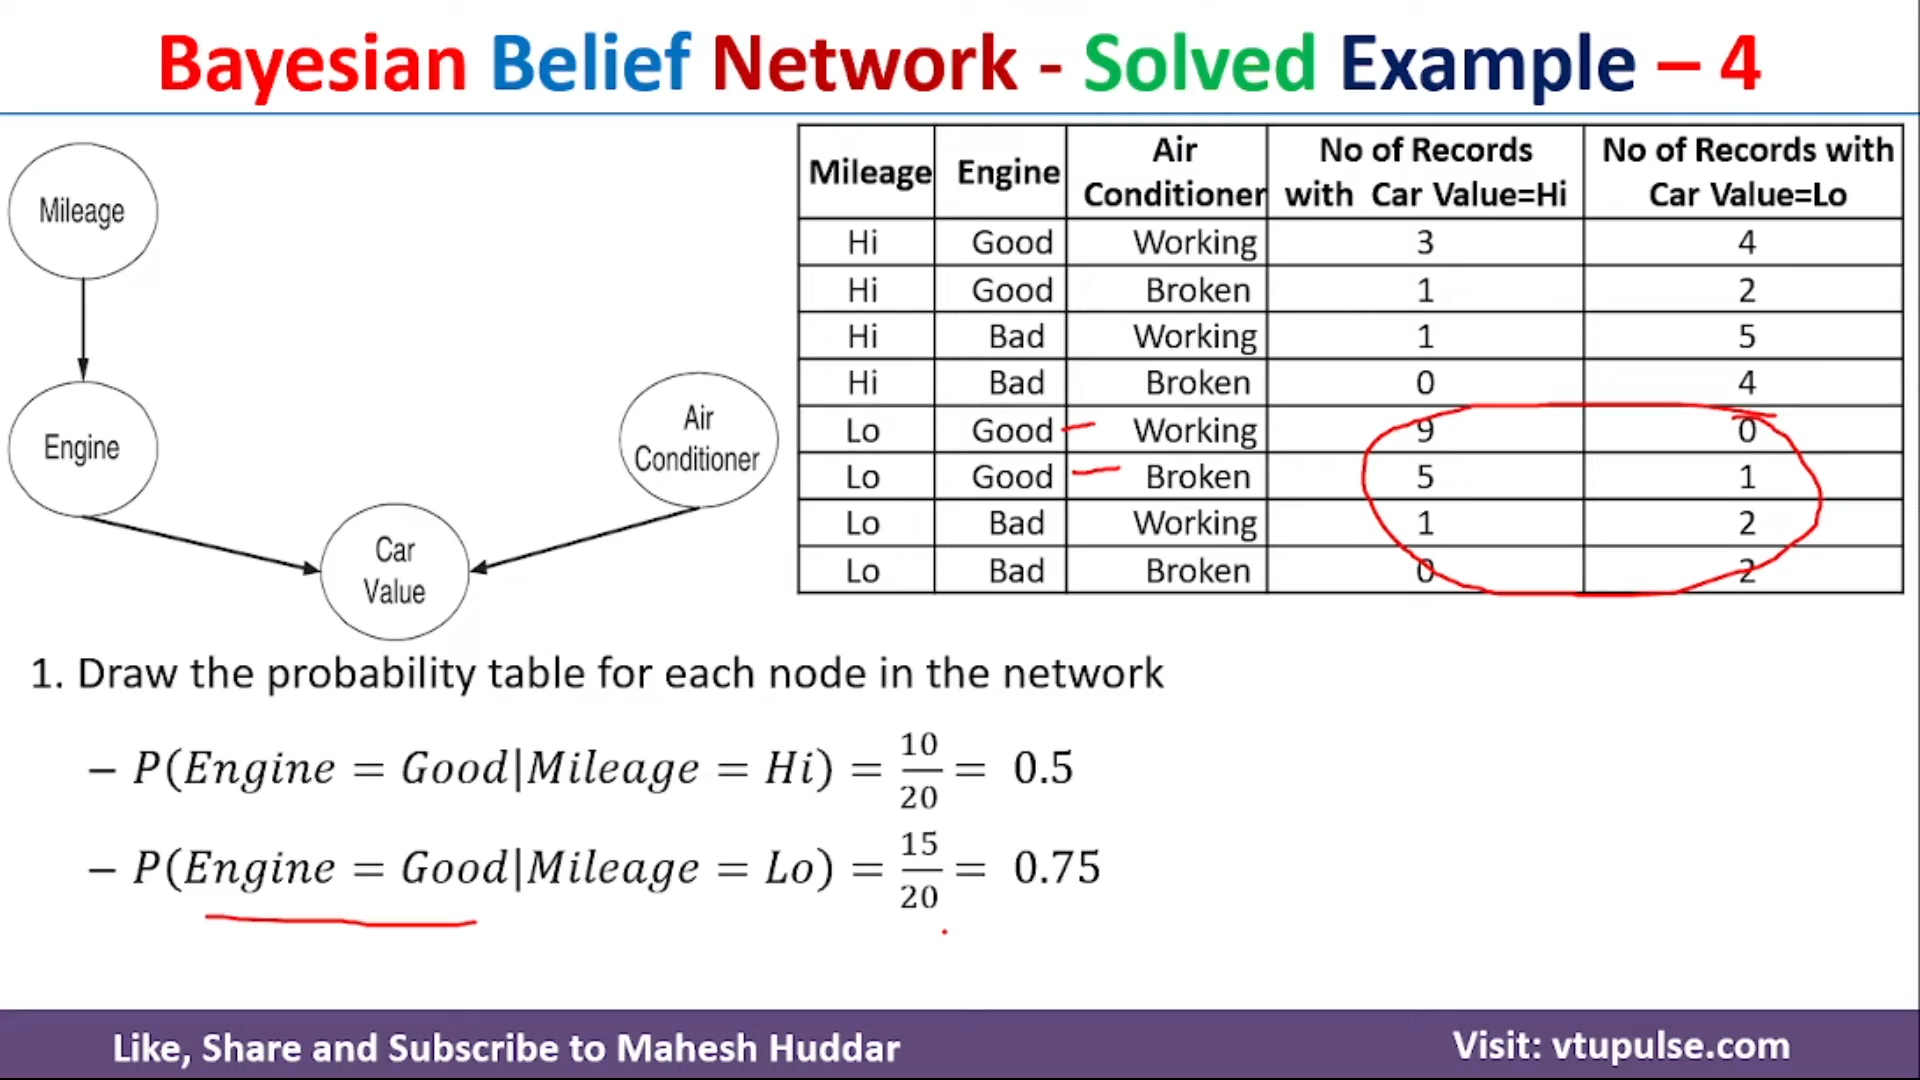 Bayesian Belief Network - Solved Example – 4
Mileage
Engine
Air
Conditioner
Car
Value
Mileage Engine Air Conditioner No of Records with Car Value=Hi No of Records with Car Value=Lo
Hi Good Working 3 4
Hi Good Broken 1 2
Hi Bad Working 1 5
Hi Bad Broken 0 4
Lo Good Working 9 0
Lo Good Broken 5 1
Lo Bad Working 1 2
Lo Bad Broken 0 2
1. Draw the probability table for each node in the network
– P(Engine = Good|Mileage = Hi) = 10/20 = 0.5
– P(Engine = Good|Mileage = Lo) = 15/20 = 0.75
Like, Share and Subscribe to Mahesh Huddar
Visit: vtupulse.com